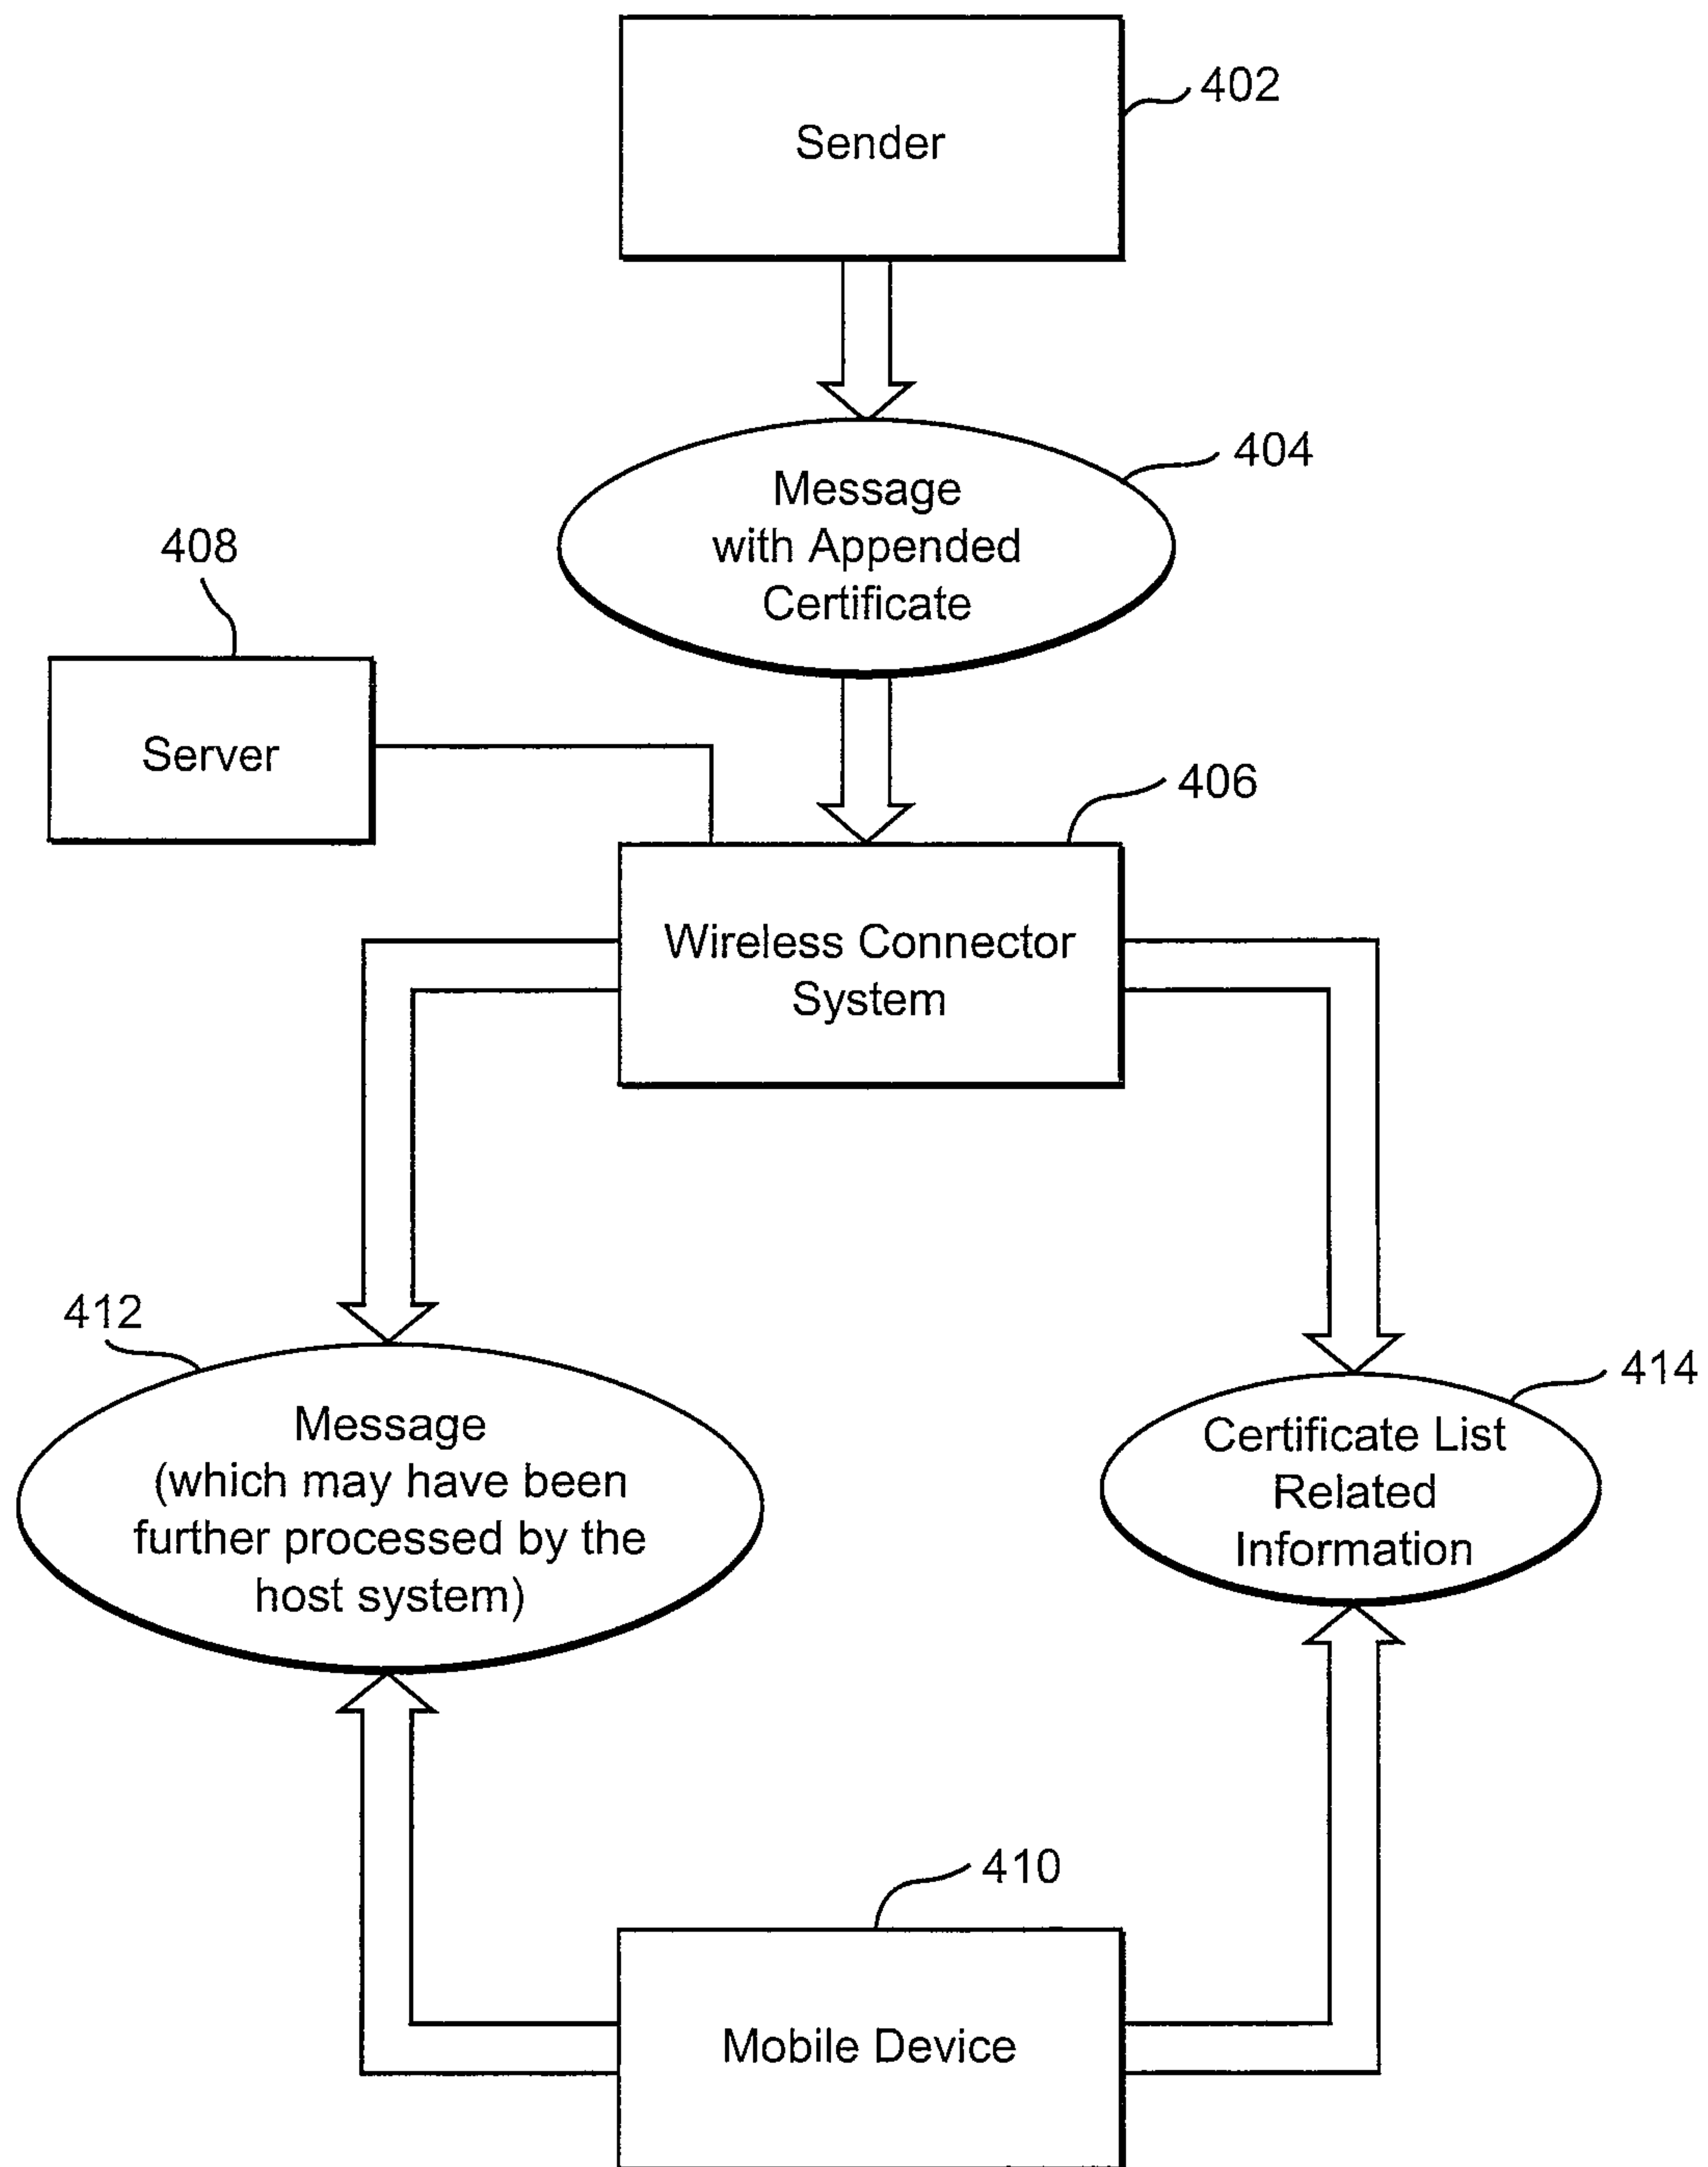 402
Sender
404
Message
with Appended
Certificate
408
Server
406
Wireless Connector
System
412
Message
(which may have been
further processed by the
host system)
414
Certificate List
Related
Information
410
Mobile Device